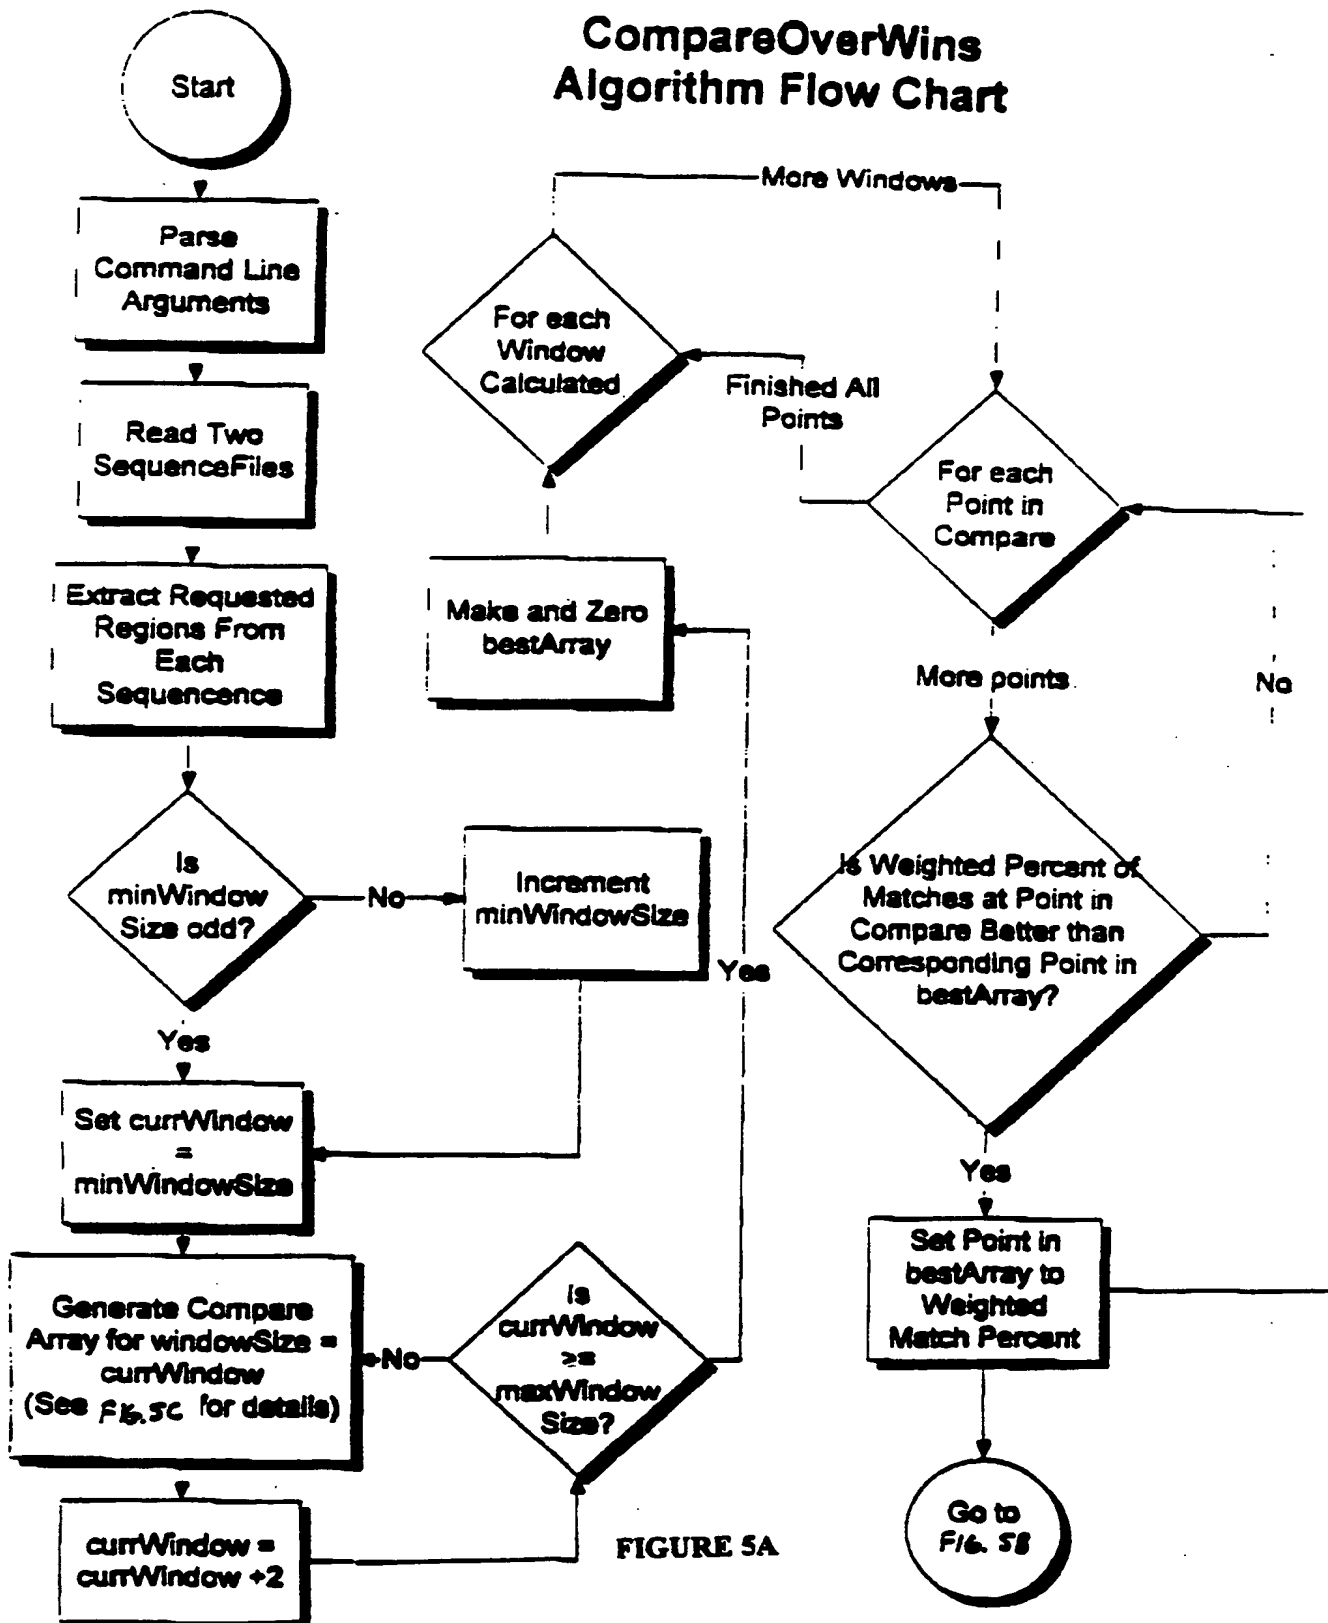 CompareOverWins
Algorithm Flow Chart
Start
Parse
Command Line
Arguments
Read Two
SequenceFiles
Extract Requested
Regions From
Each
Sequencence
Is
minWindow
Size odd?
No
Increment
minWindowSize
Yes
Set currWindow
=
minWindowSize
Generate Compare
Array for windowSize =
currWindow
(See FIG. 5C for details)
currWindow =
currWindow +2
Is
currWindow
>=
maxWindow
Size?
No
Yes
Make and Zero
bestArray
For each
Window
Calculated
More Windows
Finished All
Points
For each
Point in
Compare
More points
No
Is Weighted Percent of
Matches at Point in
Compare Better than
Corresponding Point in
bestArray?
Yes
Set Point in
bestArray to
Weighted
Match Percent
Go to
FIG. 5B
FIGURE 5A